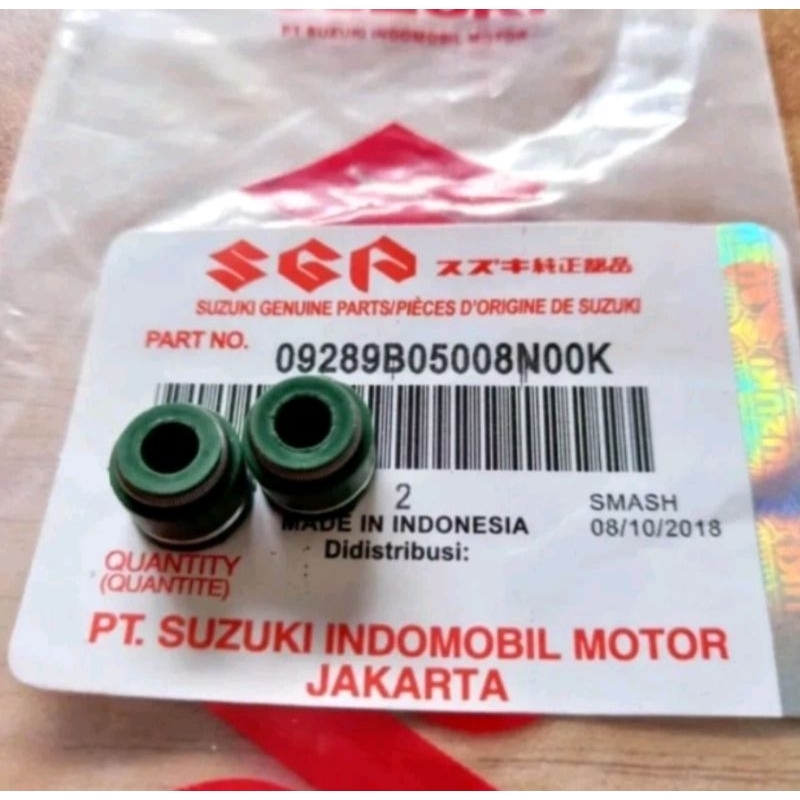 SUZUKI
PT SUZUKI INDOMOBIL MOTOR
SGP スズキ純正部品
SUZUKI GENUINE PARTS/PIÈCES D'ORIGINE DE SUZUKI
PART NO. 09289B05008N00K
2
SMASH
MADE IN INDONESIA
08/10/2018
Didistribusi:
QUANTITY
(QUANTITE)
PT. SUZUKI INDOMOBIL MOTOR
JAKARTA
SUZUKI